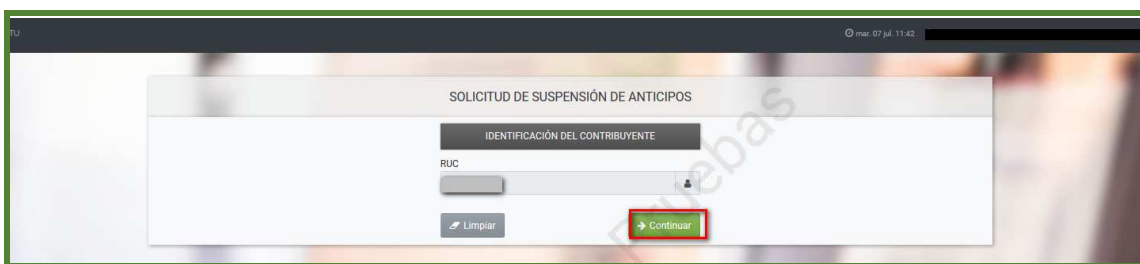 TU
mar. 07 jul. 11:42
SOLICITUD DE SUSPENSIÓN DE ANTICIPOS
IDENTIFICACIÓN DEL CONTRIBUYENTE
RUC
Limpiar
Continuar
Pruebas